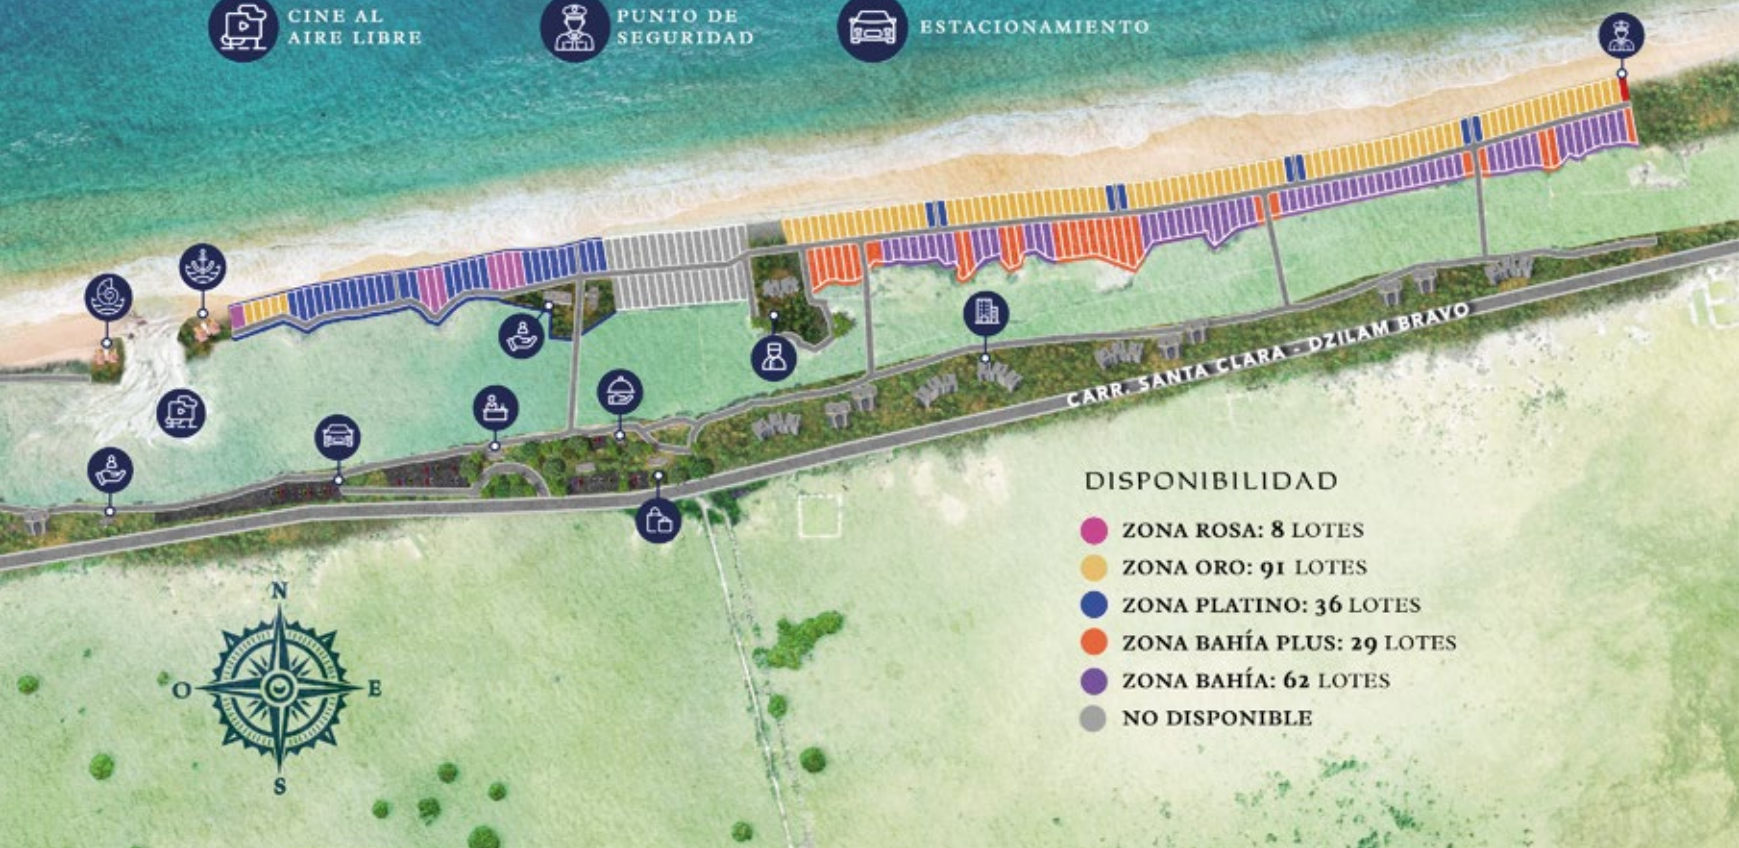 CINE AL
AIRE LIBRE
PUNTO DE
SEGURIDAD
ESTACIONAMIENTO
CARR. SANTA CLARA - DZILAM BRAVO
DISPONIBILIDAD
ZONA ROSA: 8 LOTES
ZONA ORO: 91 LOTES
ZONA PLATINO: 36 LOTES
ZONA BAHÍA PLUS: 29 LOTES
ZONA BAHÍA: 62 LOTES
NO DISPONIBLE
N
O
E
S